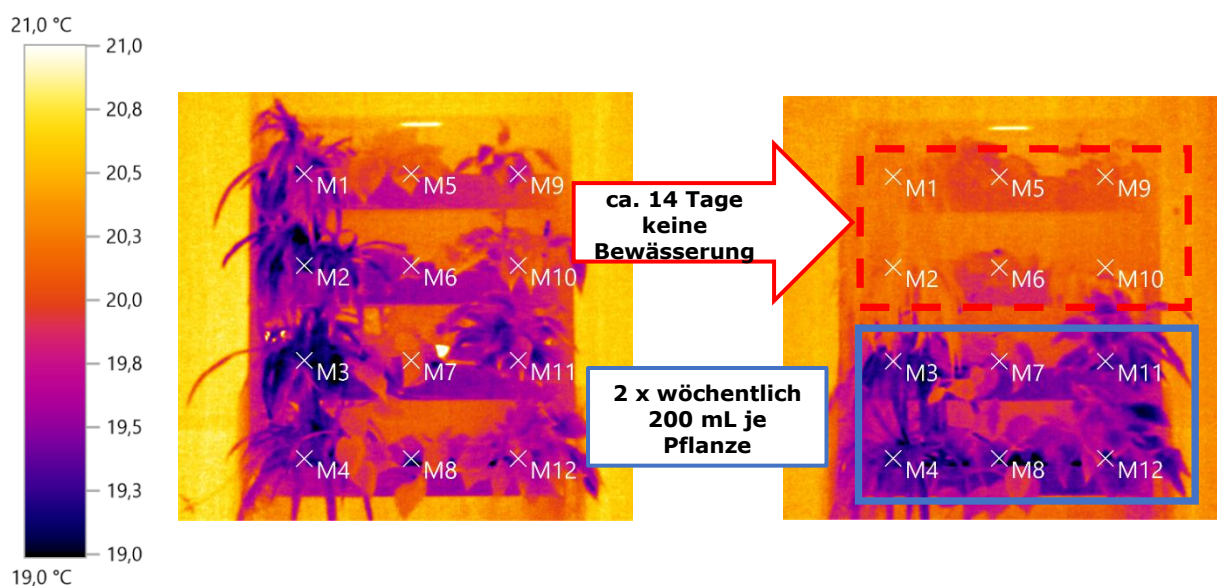 21,0 °C
21,0
20,8
20,5
20,3
20,0
19,8
19,5
19,3
19,0
19,0 °C
M1
M5
M9
M2
M6
M10
M3
M7
M11
M4
M8
M12
ca. 14 Tage
keine
Bewässerung
2 x wöchentlich
200 mL je
Pflanze
M1
M5
M9
M2
M6
M10
M3
M7
M11
M4
M8
M12